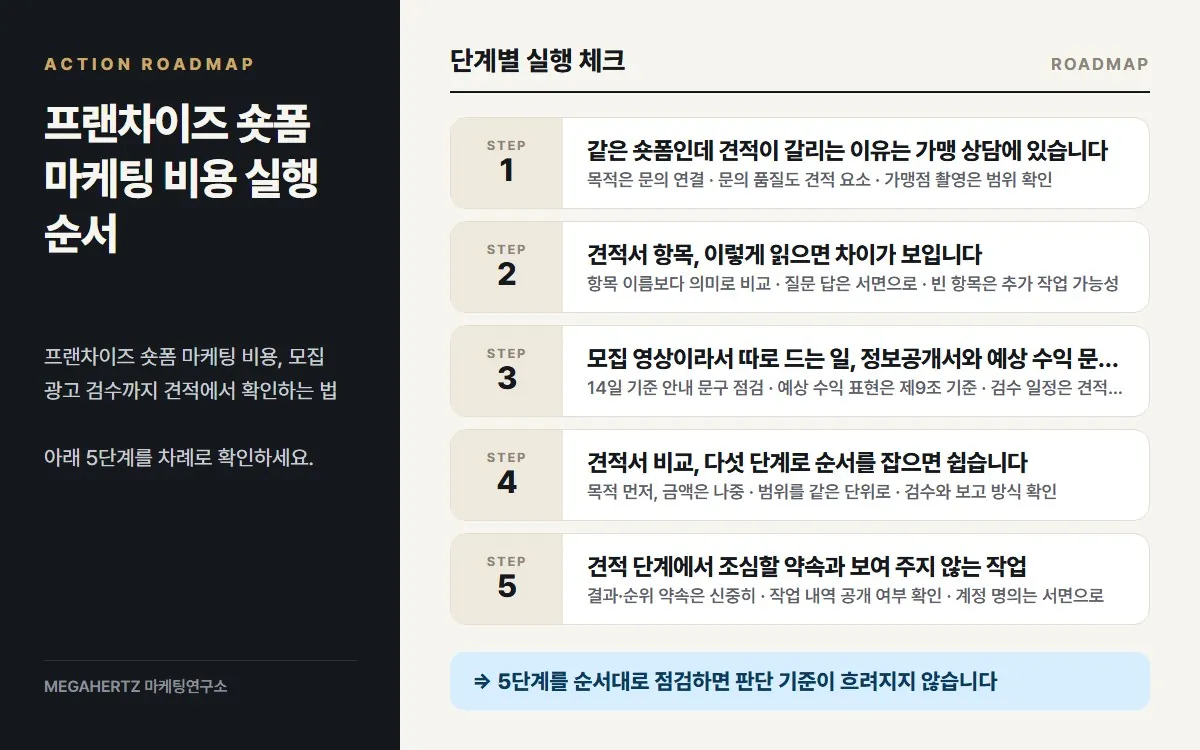 ACTION ROADMAP
프랜차이즈 숏폼
마케팅 비용 실행
순서
프랜차이즈 숏폼 마케팅 비용, 모집
광고 검수까지 견적에서 확인하는 법
아래 5단계를 차례로 확인하세요.
MEGAHERTZ 마케팅연구소
단계별 실행 체크
ROADMAP
STEP
1
같은 숏폼인데 견적이 갈리는 이유는 가맹 상담에 있습니다
목적은 문의 연결 · 문의 품질도 견적 요소 · 가맹점 촬영은 범위 확인
STEP
2
견적서 항목, 이렇게 읽으면 차이가 보입니다
항목 이름보다 의미로 비교 · 질문 답은 서면으로 · 빈 항목은 추가 작업 가능성
STEP
3
모집 영상이라서 따로 드는 일, 정보공개서와 예상 수익 문...
14일 기준 안내 문구 점검 · 예상 수익 표현은 제9조 기준 · 검수 일정은 견적...
STEP
4
견적서 비교, 다섯 단계로 순서를 잡으면 쉽습니다
목적 먼저, 금액은 나중 · 범위를 같은 단위로 · 검수와 보고 방식 확인
STEP
5
견적 단계에서 조심할 약속과 보여 주지 않는 작업
결과·순위 약속은 신중히 · 작업 내역 공개 여부 확인 · 계정 명의는 서면으로
→ 5단계를 순서대로 점검하면 판단 기준이 흐려지지 않습니다